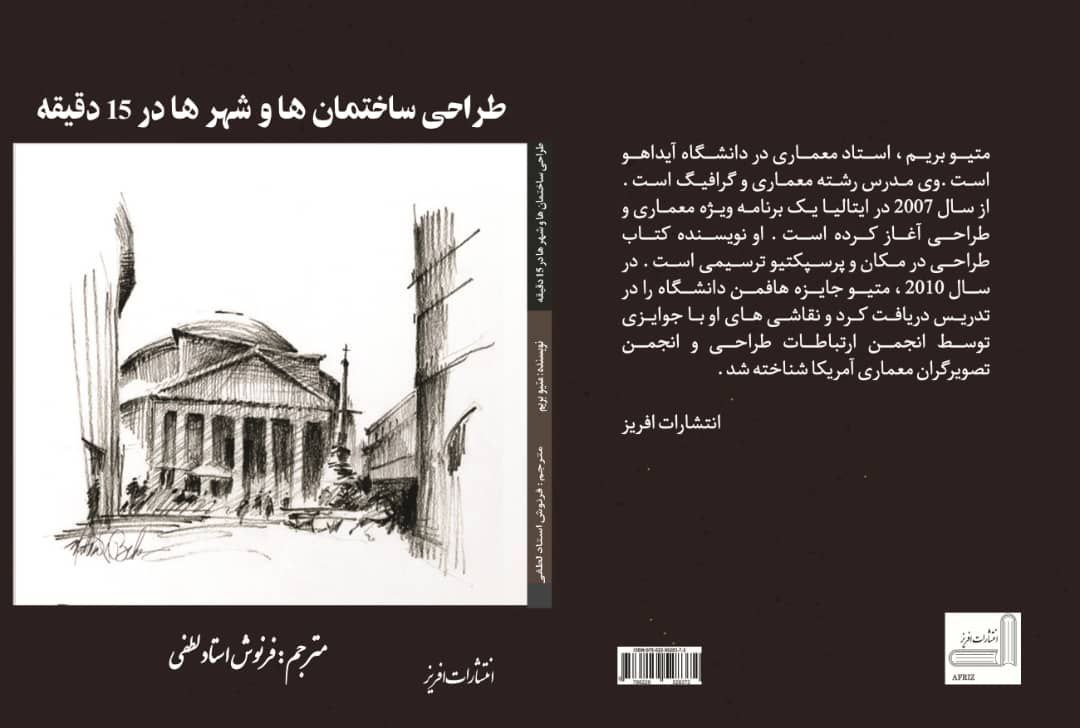 طراحی ساختمان ها و شهر ها در 15 دقیقه
طراحی ساختمان ها و شهر ها در 15 دقیقه
نویسنده : متیو بریم
مترجم : فرنوش استاد لطفی
مترجم : فرنوش استاد لطفی
انتشارات افریز
متیو بریم ، استاد معماری در دانشگاه آیداهو
است .وی مدرس رشته معماری و گرافیگ است .
از سال 2007 در ایتالیا یک برنامه ویژه معماری و
طراحی آغاز کرده است . او نویسنده کتاب
طراحی در مکان و پرسپکتیو ترسیمی است . در
سال 2010 ، متیو جایزه هافمن دانشگاه را در
تدریس دریافت کرد و نقاشی های او با جوایزی
توسط انجمن ارتباطات طراحی و انجمن
تصویرگران معماری آمریکا شناخته شد .
انتشارات افریز
انتشارات افریز
AFRIZ